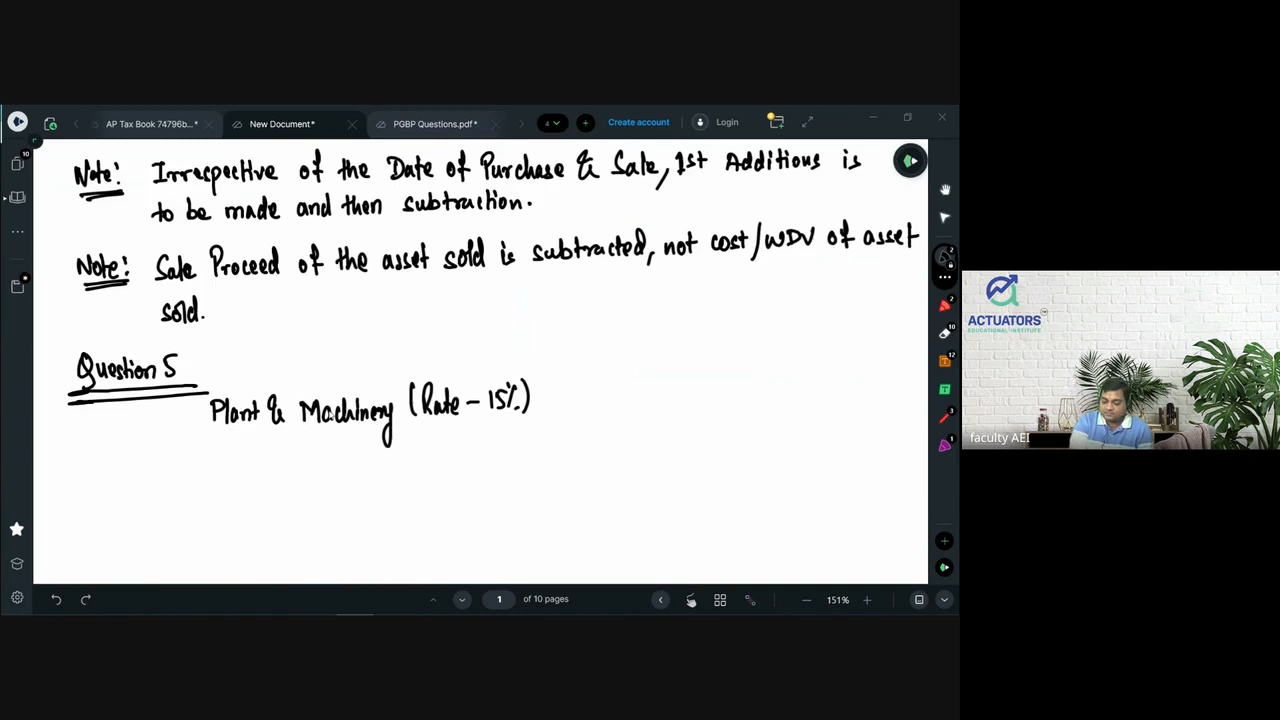 AP Tax Book 74796b...*
New Document*
PGBP Questions.pdf*
4
Create account
Login
Note: Irrespective of the Date of Purchase & Sale, 1st Additions is
to be made and then subtraction.
Note: Sale Proceed of the asset sold is subtracted, not cost/WDV of asset
sold.
Question 5
Plant & Machinery (Rate - 15%)
ACTUATORS
EDUCATIONAL INSTITUTE
faculty AEI
1 of 10 pages
151%